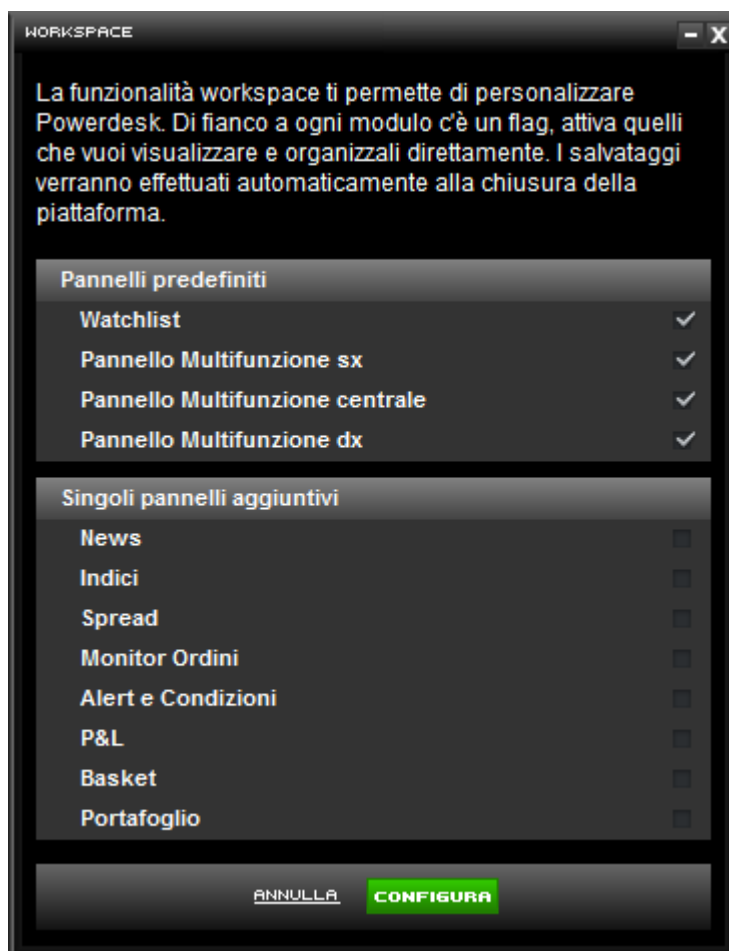 WORKSPACE
La funzionalità workspace ti permette di personalizzare
Powerdesk. Di fianco a ogni modulo c'è un flag, attiva quelli
che vuoi visualizzare e organizzali direttamente. I salvataggi
verranno effettuati automaticamente alla chiusura della
piattaforma.
Pannelli predefiniti
Watchlist
Pannello Multifunzione sx
Pannello Multifunzione centrale
Pannello Multifunzione dx
Singoli pannelli aggiuntivi
News
Indici
Spread
Monitor Ordini
Alert e Condizioni
P&L
Basket
Portafoglio
ANNULLA CONFIGURA